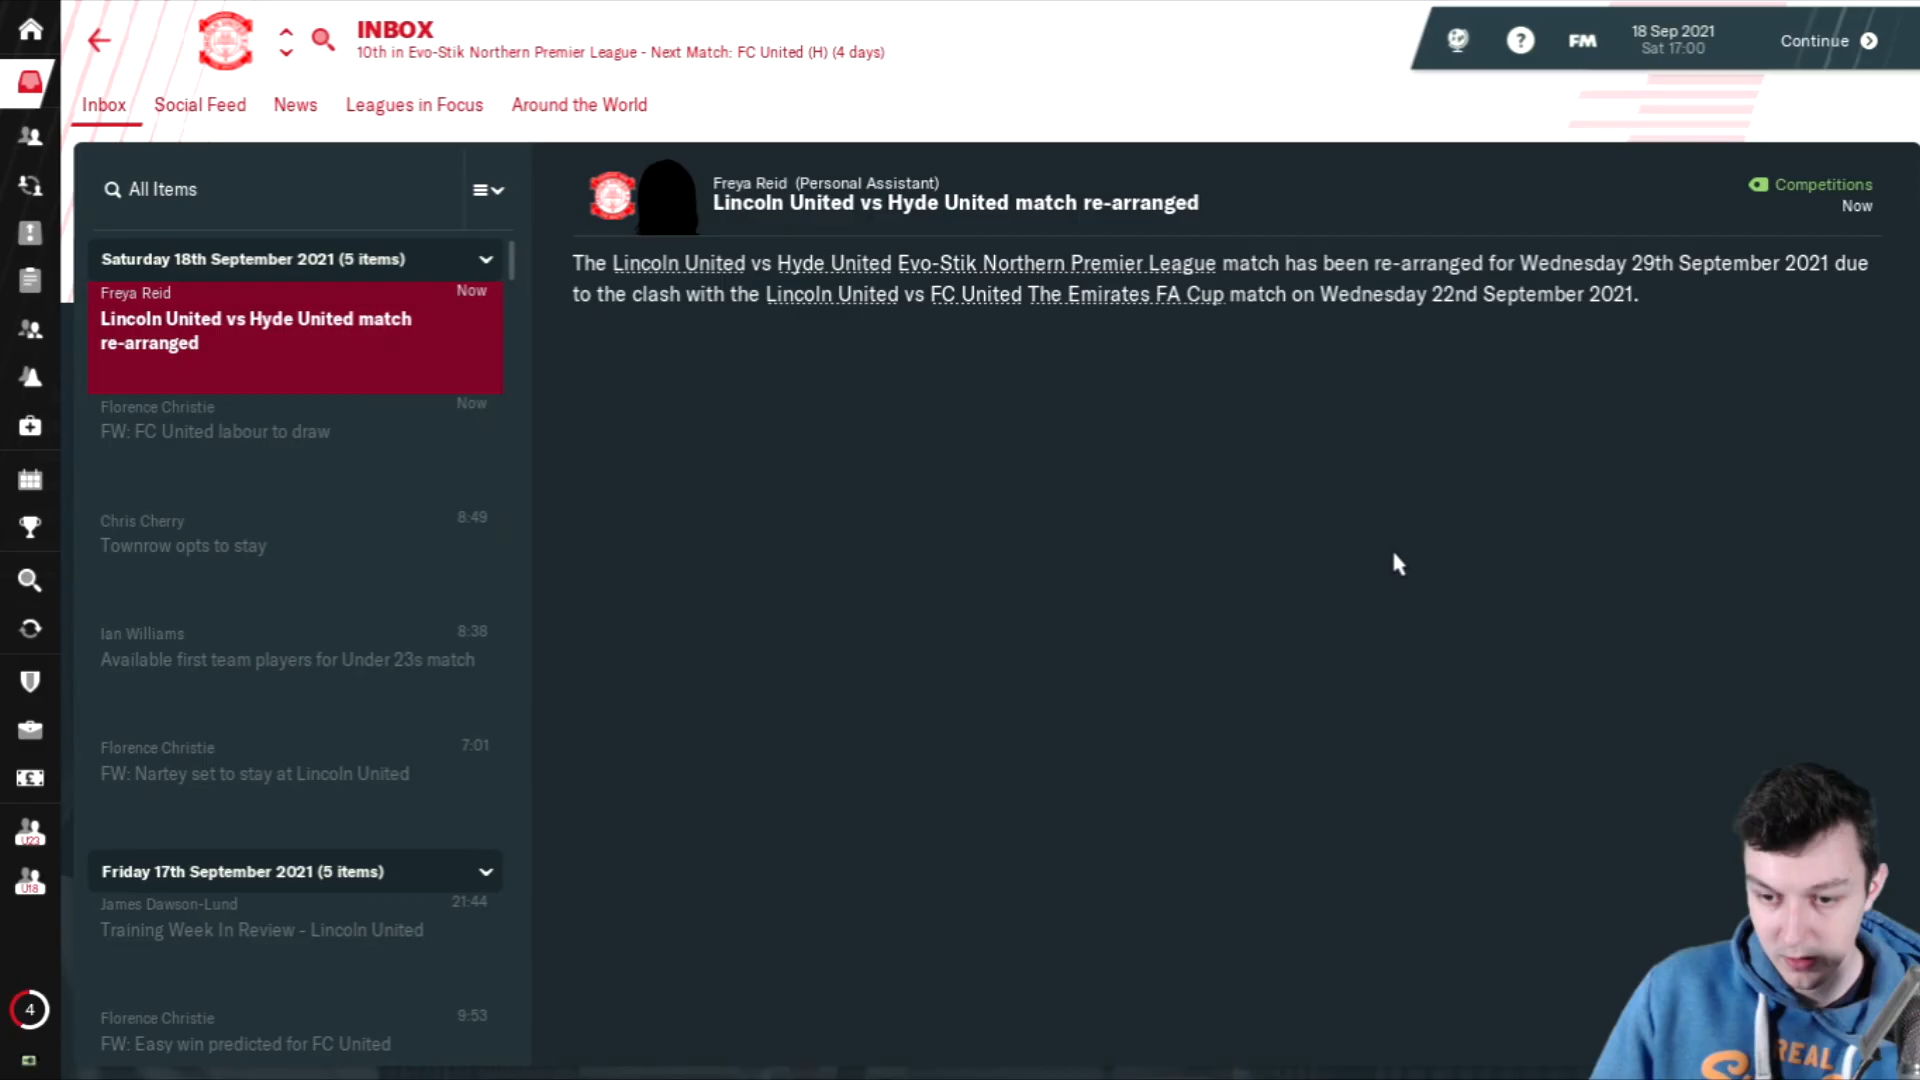 INBOX
10th in Evo-Stik Northern Premier League - Next Match: FC United (H) (4 days)
FM
18 Sep 2021
Sat 17:00
Continue
Inbox
Social Feed
News
Leagues in Focus
Around the World
All Items
Saturday 18th September 2021 (5 items)
Freya Reid
Now
Lincoln United vs Hyde United match
re-arranged
Florence Christie
Now
FW: FC United labour to draw
Chris Cherry
8:49
Townrow opts to stay
Ian Williams
8:38
Available first team players for Under 23s match
Florence Christie
7:01
FW: Nartey set to stay at Lincoln United
Friday 17th September 2021 (5 items)
James Dawson-Lund
21:44
Training Week In Review - Lincoln United
Florence Christie
9:53
FW: Easy win predicted for FC United
Freya Reid (Personal Assistant)
Lincoln United vs Hyde United match re-arranged
Competitions
Now
The Lincoln United vs Hyde United Evo-Stik Northern Premier League match has been re-arranged for Wednesday 29th September 2021 due
to the clash with the Lincoln United vs FC United The Emirates FA Cup match on Wednesday 22nd September 2021.
U23
U18
4
REAL